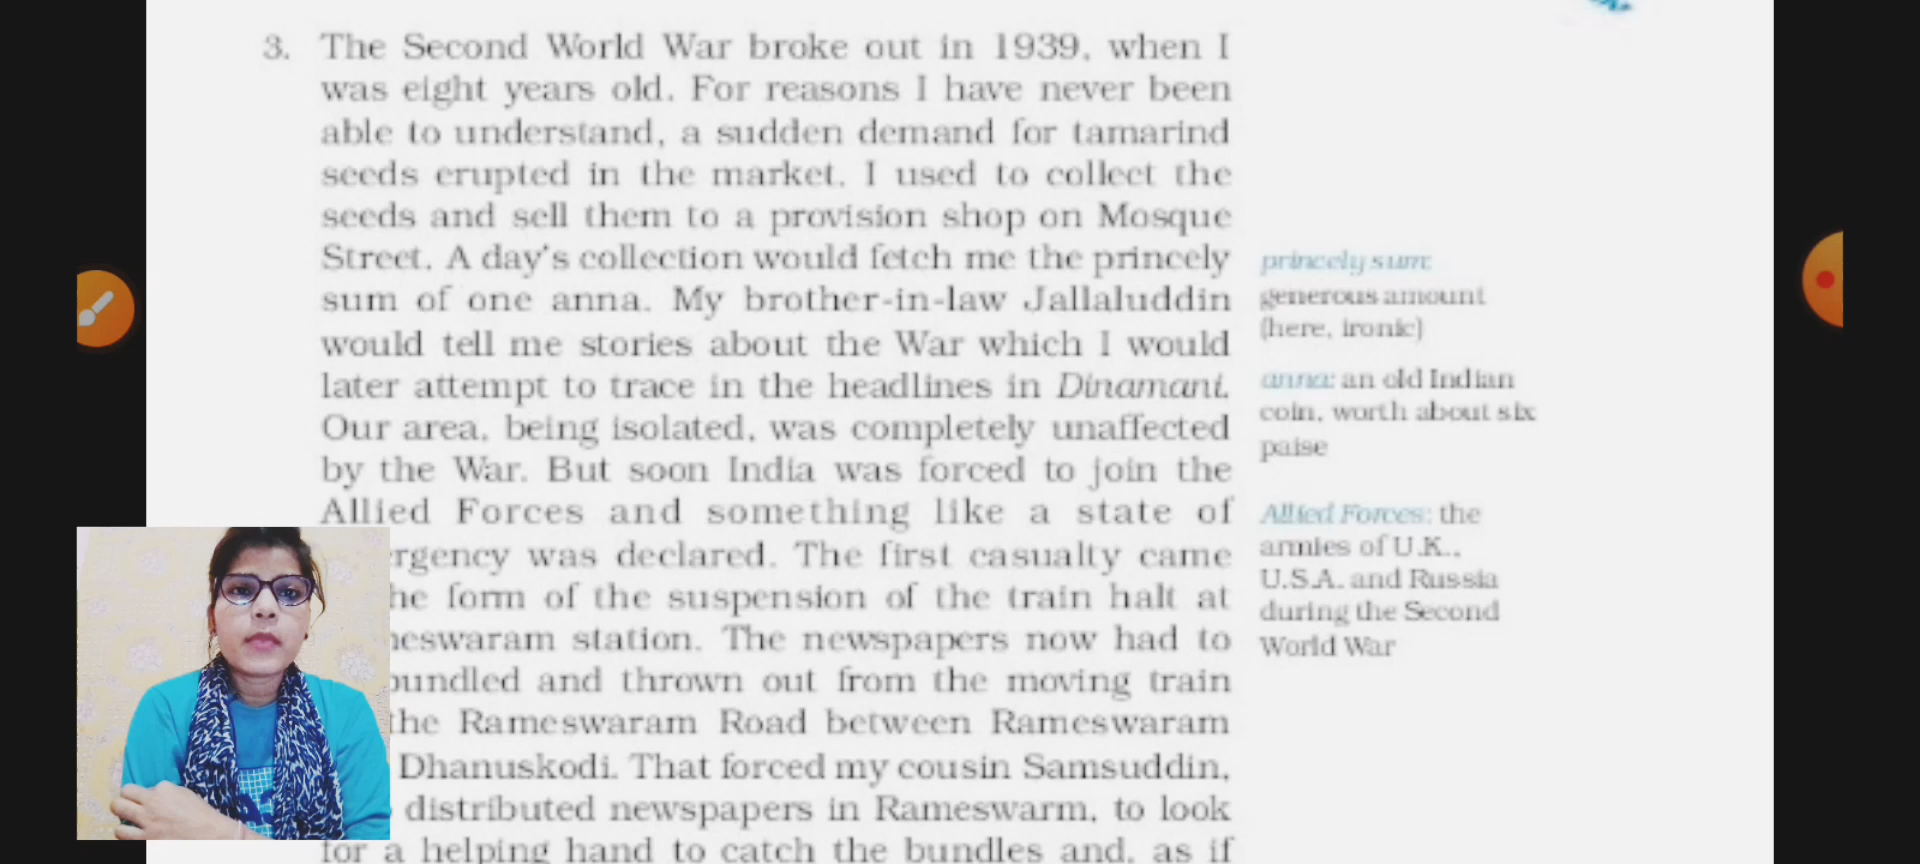 3. The Second World War broke out in 1939, when I
was eight years old. For reasons I have never been
able to understand, a sudden demand for tamarind
seeds erupted in the market. I used to collect the
seeds and sell them to a provision shop on Mosque
Street. A day's collection would fetch me the princely
sum of one anna. My brother-in-law Jallaluddin
would tell me stories about the War which I would
later attempt to trace in the headlines in Dinamani.
Our area, being isolated, was completely unaffected
by the War. But soon India was forced to join the
Allied Forces and something like a state of
rgency was declared. The first casualty came
he form of the suspension of the train halt at
eswaram station. The newspapers now had to
bundled and thrown out from the moving train
the Rameswaram Road between Rameswaram
Dhanuskodi. That forced my cousin Samsuddin,
distributed newspapers in Rameswarm, to look
for a helping hand to catch the bundles and, as if
princely sum:
generous amount
(here, ironic)
anna: an old Indian
coin, worth about six
paise
Allied Forces: the
armies of U.K.,
U.S.A. and Russia
during the Second
World War